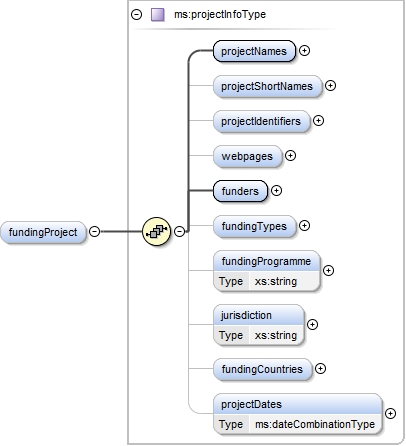 ms:projectInfoType
projectNames
projectShortNames
projectIdentifiers
webpages
funders
fundingProject
fundingTypes
fundingProgramme
Type xs:string
jurisdiction
Type xs:string
fundingCountries
projectDates
Type ms:dateCombinationType